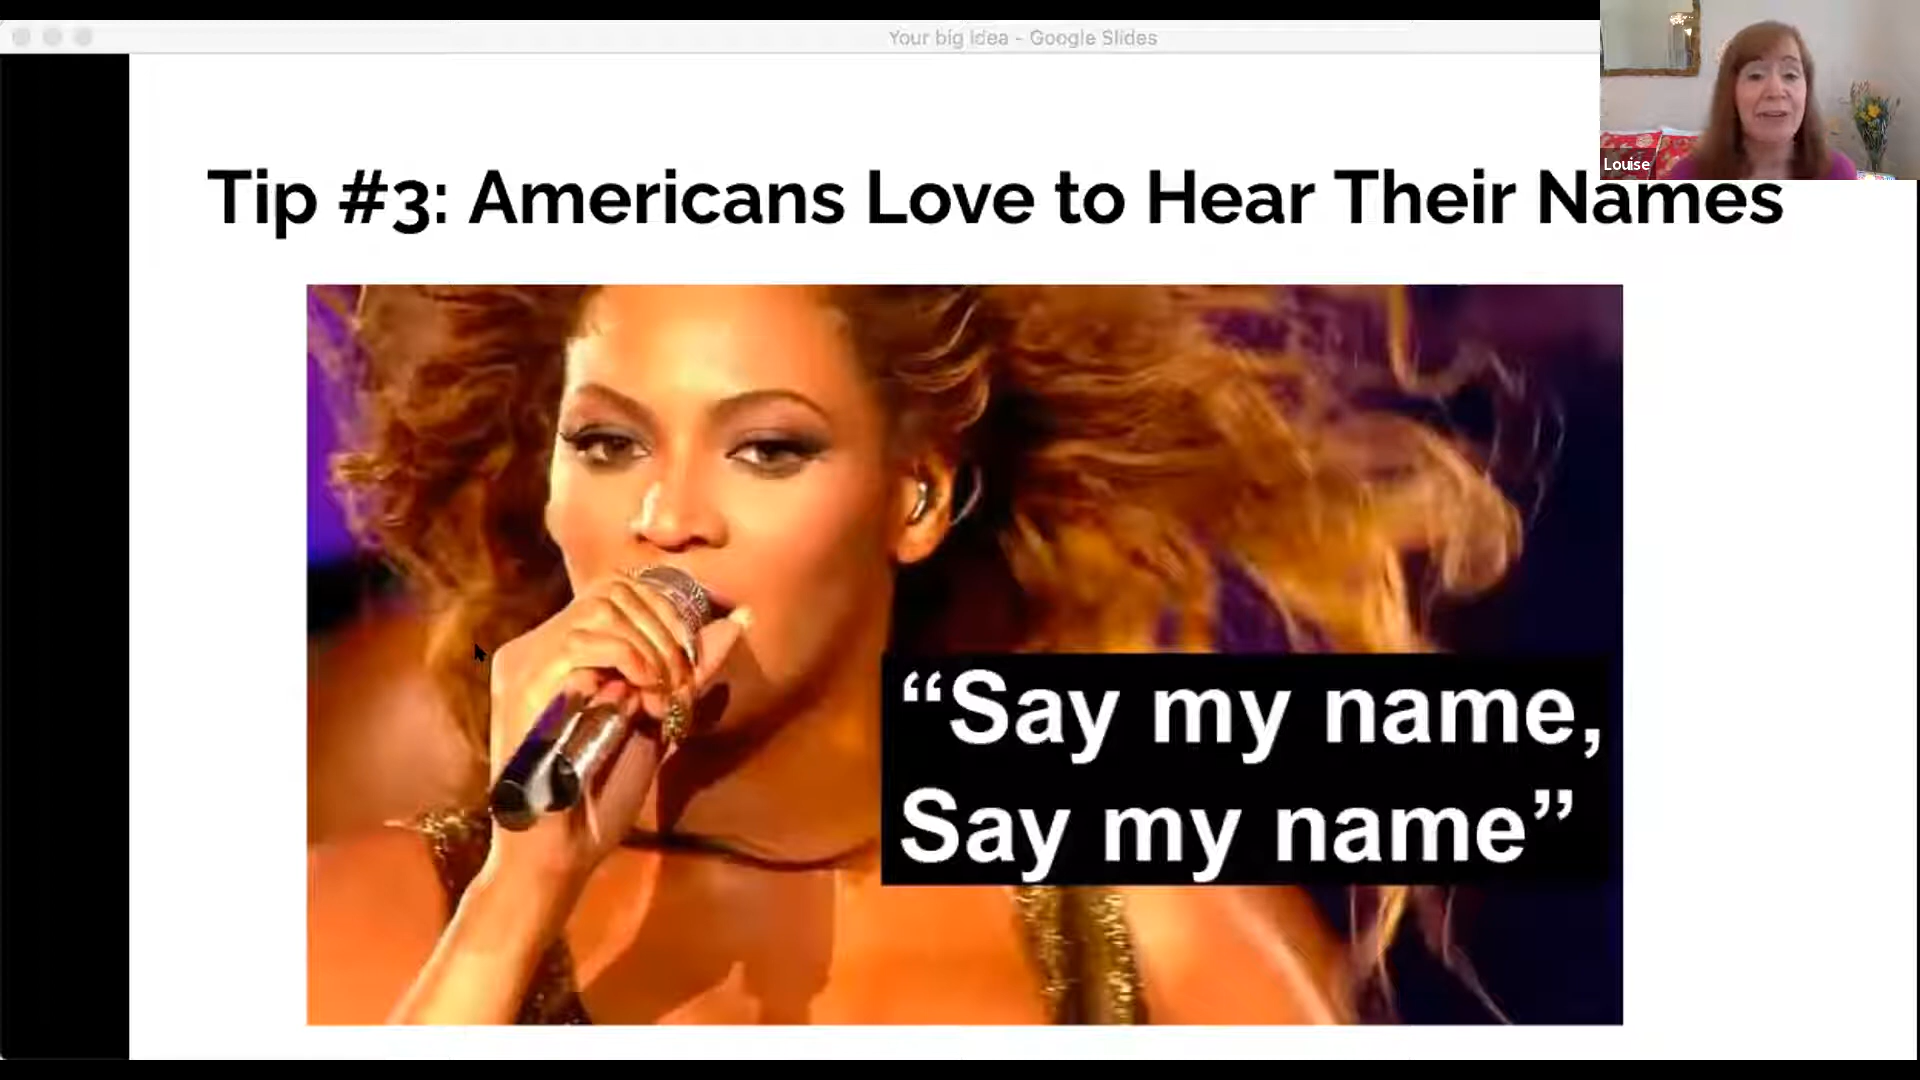 Your big idea - Google Slides
Louise
Tip #3: Americans Love to Hear Their Names
“Say my name,
Say my name”